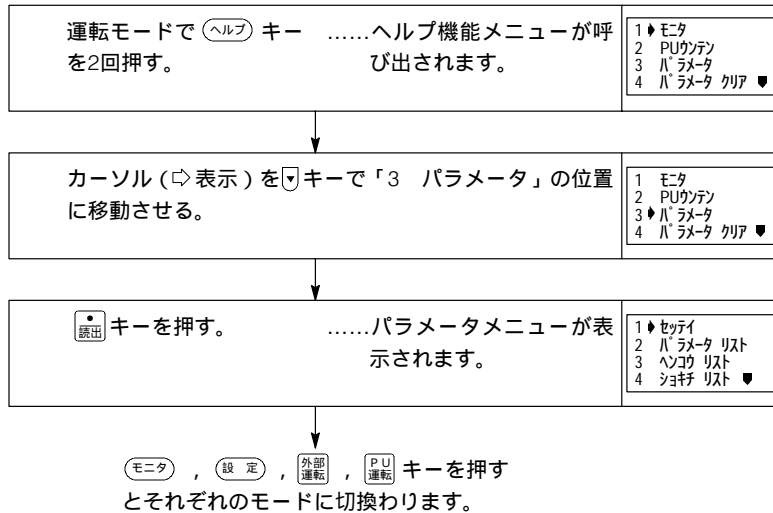 運転モードで ヘルプ キー ……ヘルプ機能メニューが呼
を2回押す。 び出されます。
1 モニタ
2 PUウンテン
3 パラメータ
4 パラメータ クリア
カーソル(⇨表示)を▼キーで「3 パラメータ」の位置
に移動させる。
1 モニタ
2 PUウンテン
3 パラメータ
4 パラメータ クリア
読出 キーを押す。 ……パラメータメニューが表
示されます。
1 セッテイ
2 パラメータ リスト
3 ヘンコウ リスト
4 ショキチ リスト
モニタ , 設 定 , 外部運転 , PU運転 キーを押す
とそれぞれのモードに切換わります。